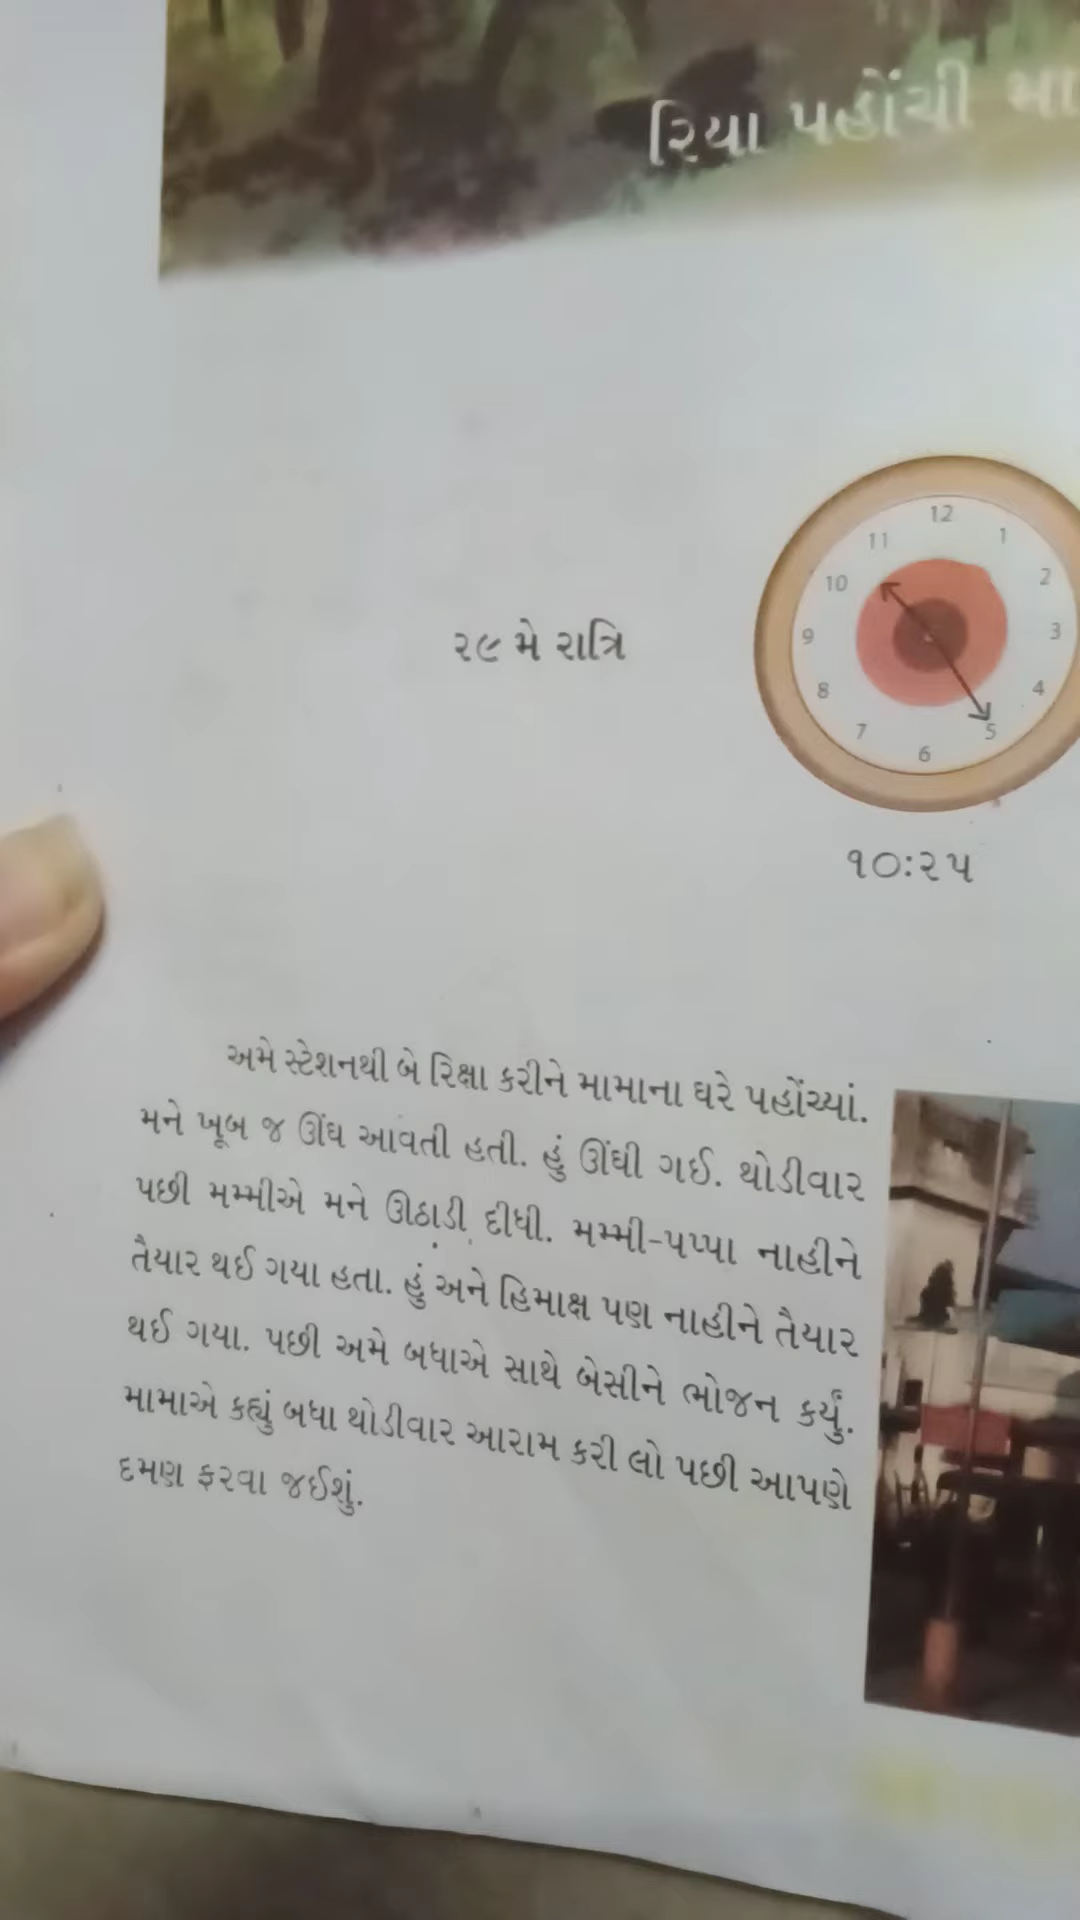 રિયા પહોંચી
12
11 1
10 2
9 3
8 4
7 5
6
૨૯ મે રાત્રિ
૧૦:૨૫
અમે સ્ટેશનથી બે રિક્ષા કરીને મામાના ઘરે પહોંચ્યાં.
મને ખૂબ જ ઊંઘ આવતી હતી. હું ઊંઘી ગઈ. થોડીવાર
પછી મમ્મીએ મને ઊઠાડી દીધી. મમ્મી-પપ્પા નાહીને
તૈયાર થઈ ગયા હતા. હું અને હિમાક્ષ પણ નાહીને તૈયાર
થઈ ગયા. પછી અમે બધાએ સાથે બેસીને ભોજન કર્યું.
મામાએ કહ્યું બધા થોડીવાર આરામ કરી લો પછી આપણે
દમણ ફરવા જઈશું.